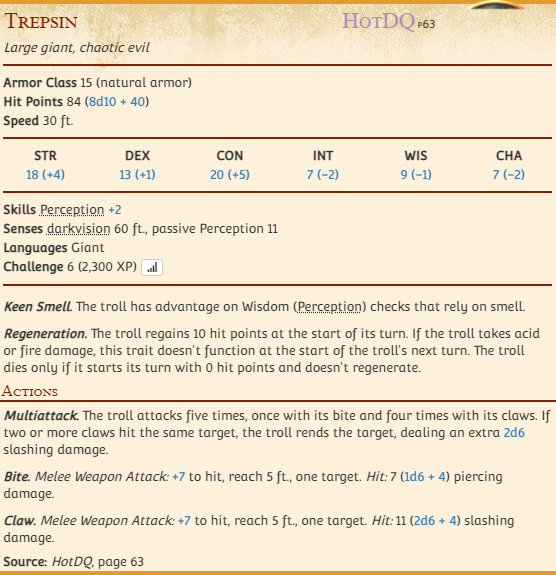 Trepsin HotDQ p63
Large giant, chaotic evil
Armor Class 15 (natural armor)
Hit Points 84 (8d10 + 40)
Speed 30 ft.
STR DEX CON INT WIS CHA
18 (+4) 13 (+1) 20 (+5) 7 (−2) 9 (−1) 7 (−2)
Skills Perception +2
Senses darkvision 60 ft., passive Perception 11
Languages Giant
Challenge 6 (2,300 XP)
Keen Smell. The troll has advantage on Wisdom (Perception) checks that rely on smell.
Regeneration. The troll regains 10 hit points at the start of its turn. If the troll takes acid
or fire damage, this trait doesn't function at the start of the troll's next turn. The troll
dies only if it starts its turn with 0 hit points and doesn't regenerate.
Actions
Multiattack. The troll attacks five times, once with its bite and four times with its claws. If
two or more claws hit the same target, the troll rends the target, dealing an extra 2d6
slashing damage.
Bite. Melee Weapon Attack: +7 to hit, reach 5 ft., one target. Hit: 7 (1d6 + 4) piercing
damage.
Claw. Melee Weapon Attack: +7 to hit, reach 5 ft., one target. Hit: 11 (2d6 + 4) slashing
damage.
Source: HotDQ, page 63